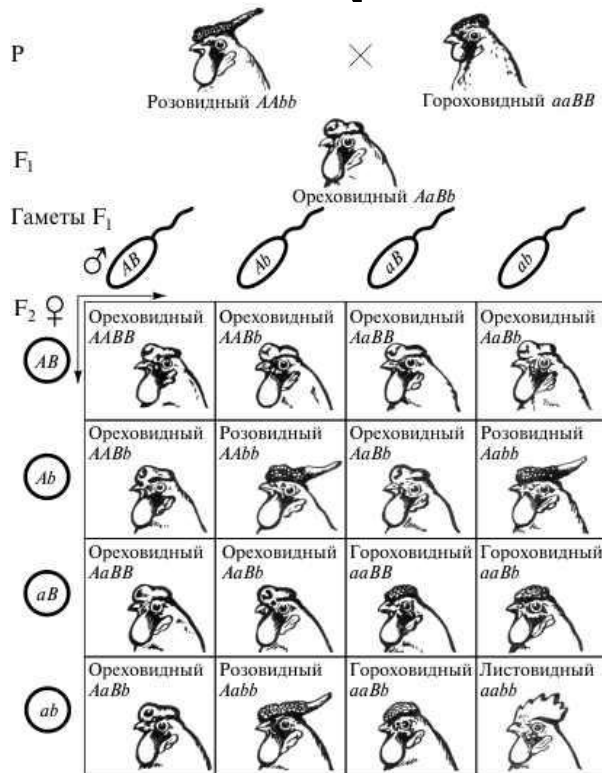 P
Розовидный AAbb
Гороховидный aaBB
F₁
Ореховидный AaBb
Гаметы F₁
♂ AB Ab aB ab
F₂ ♀
AB
Ореховидный AABB
Ореховидный AABb
Ореховидный AaBB
Ореховидный AaBb
Ab
Ореховидный AABb
Розовидный AAbb
Ореховидный AaBb
Розовидный Aabb
aB
Ореховидный AaBB
Ореховидный AaBb
Гороховидный aaBB
Гороховидный aaBb
ab
Ореховидный AaBb
Розовидный Aabb
Гороховидный aaBb
Листовидный aabb